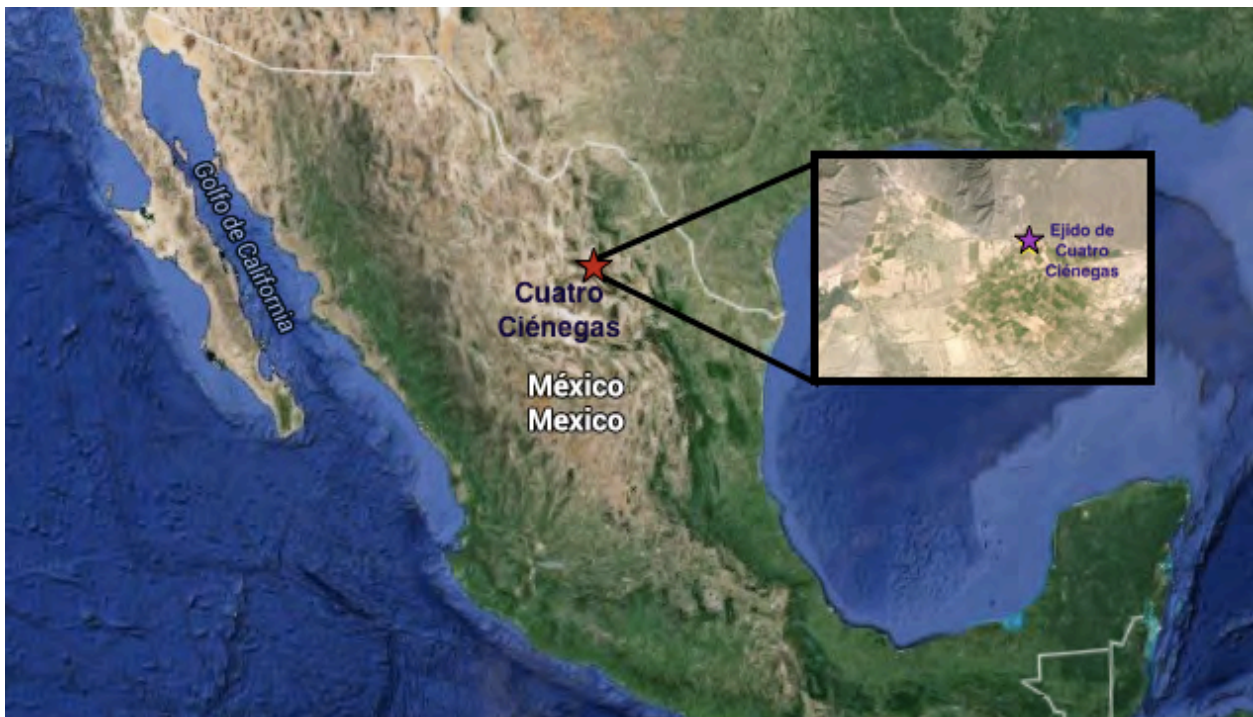 Golfo de California
Cuatro
Ciénegas
México
Mexico
Ejido de
Cuatro
Ciénegas